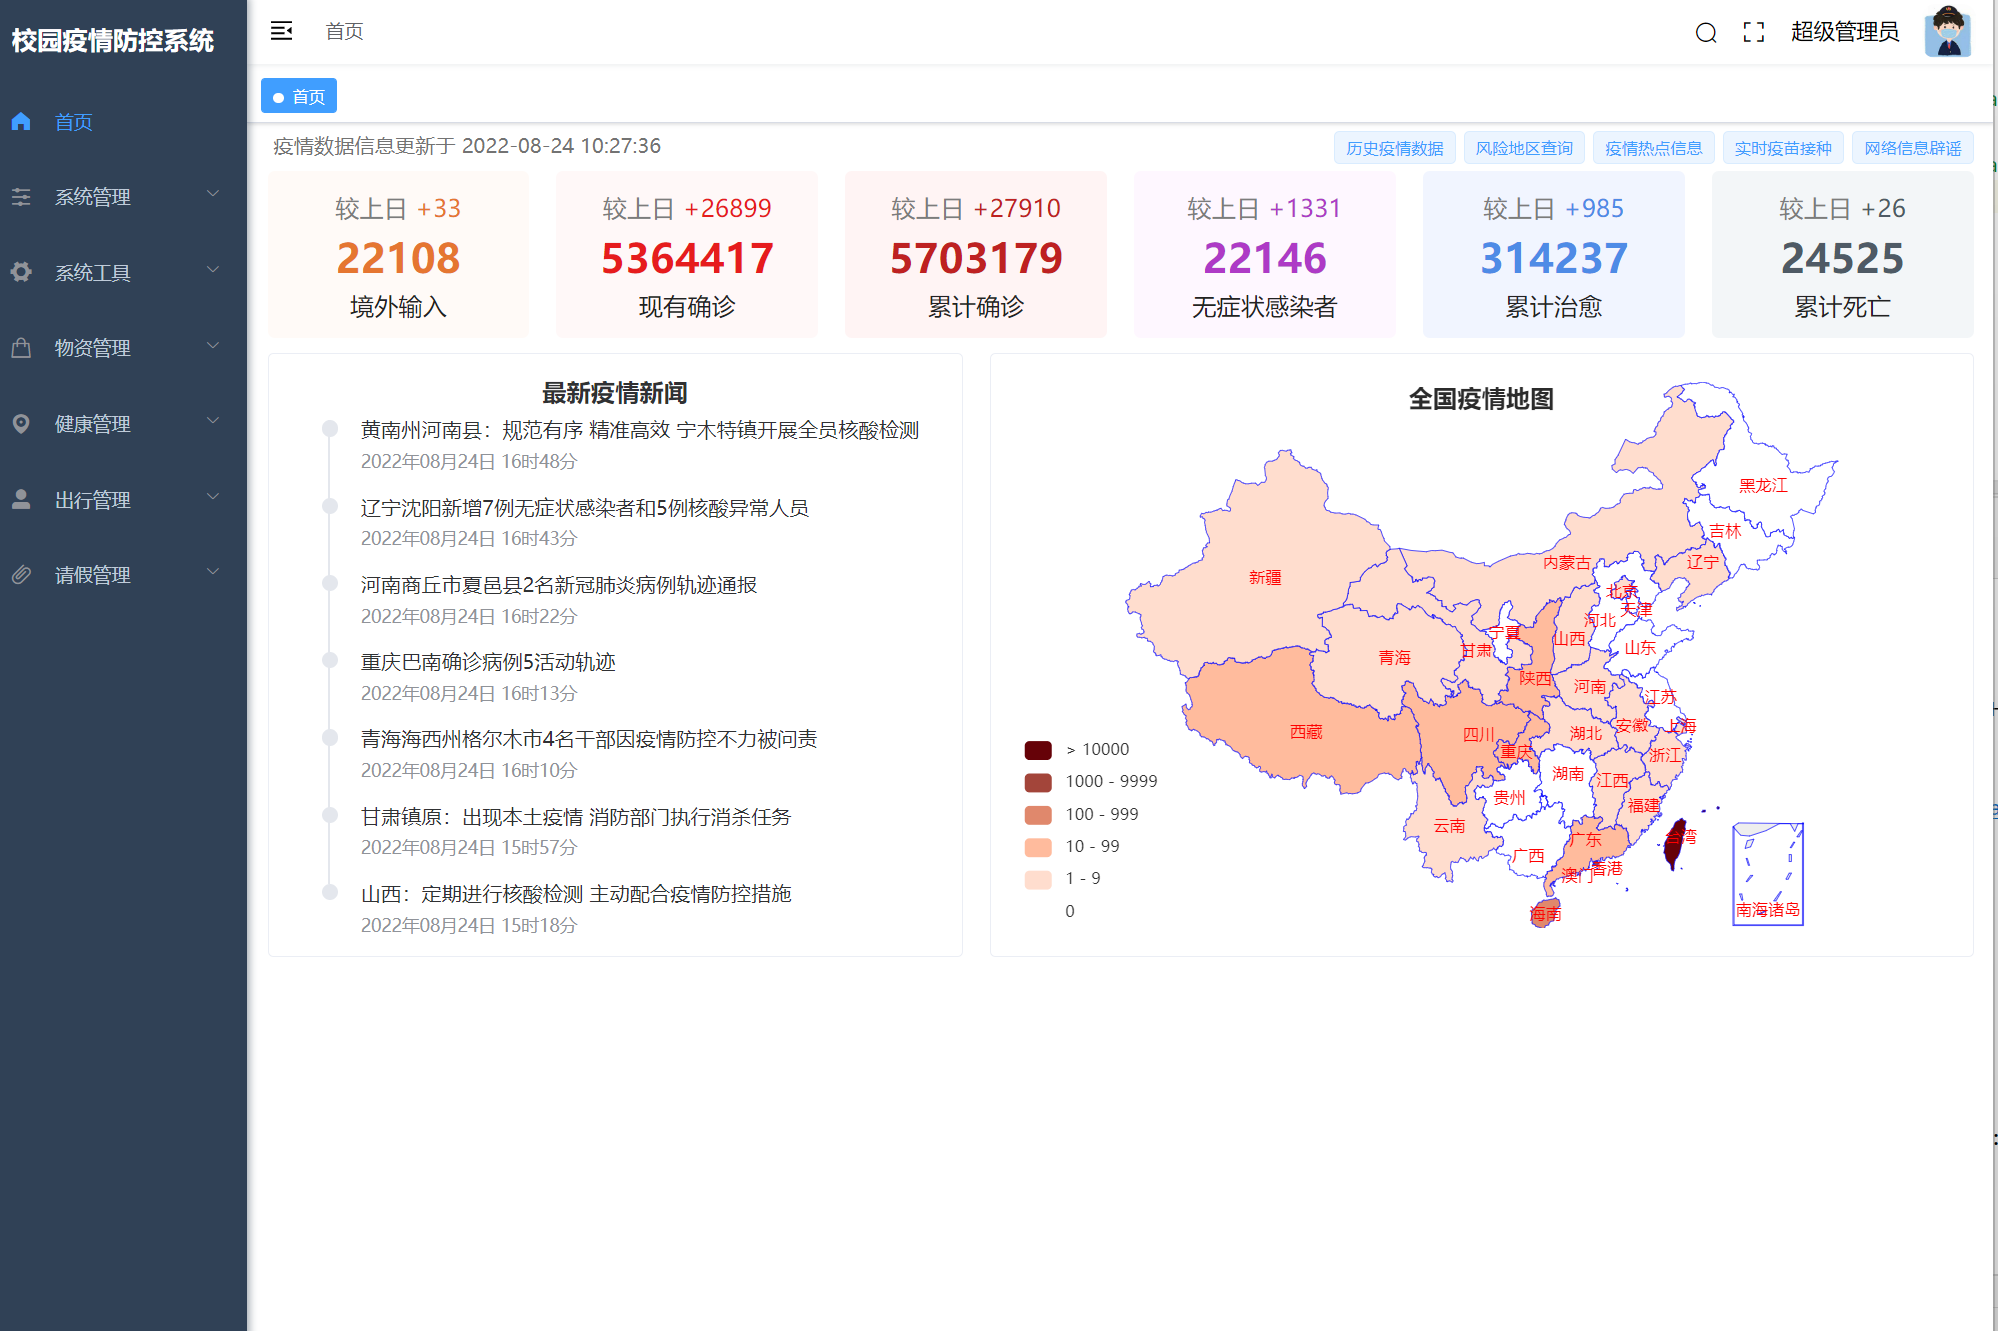 校园疫情防控系统
首页
超级管理员
首页
首页
系统管理
系统工具
物资管理
健康管理
出行管理
请假管理
疫情数据信息更新于 2022-08-24 10:27:36
历史疫情数据
风险地区查询
疫情热点信息
实时疫苗接种
网络信息辟谣
较上日 +33
22108
境外输入
较上日 +26899
5364417
现有确诊
较上日 +27910
5703179
累计确诊
较上日 +1331
22146
无症状感染者
较上日 +985
314237
累计治愈
较上日 +26
24525
累计死亡
最新疫情新闻
黄南州河南县：规范有序 精准高效 宁木特镇开展全员核酸检测
2022年08月24日 16时48分
辽宁沈阳新增7例无症状感染者和5例核酸异常人员
2022年08月24日 16时43分
河南商丘市夏邑县2名新冠肺炎病例轨迹通报
2022年08月24日 16时22分
重庆巴南确诊病例5活动轨迹
2022年08月24日 16时13分
青海海西州格尔木市4名干部因疫情防控不力被问责
2022年08月24日 16时10分
甘肃镇原：出现本土疫情 消防部门执行消杀任务
2022年08月24日 15时57分
山西：定期进行核酸检测 主动配合疫情防控措施
2022年08月24日 15时18分
全国疫情地图
黑龙江
吉林
辽宁
内蒙古
新疆
北京
天津
河北
宁夏
山西
山东
甘肃
青海
陕西
河南
江苏
西藏
四川
湖北
安徽
上海
重庆
浙江
湖南
江西
贵州
福建
云南
广东
台湾
广西
香港
澳门
海南
南海诸岛
> 10000
1000 - 9999
100 - 999
10 - 99
1 - 9
0